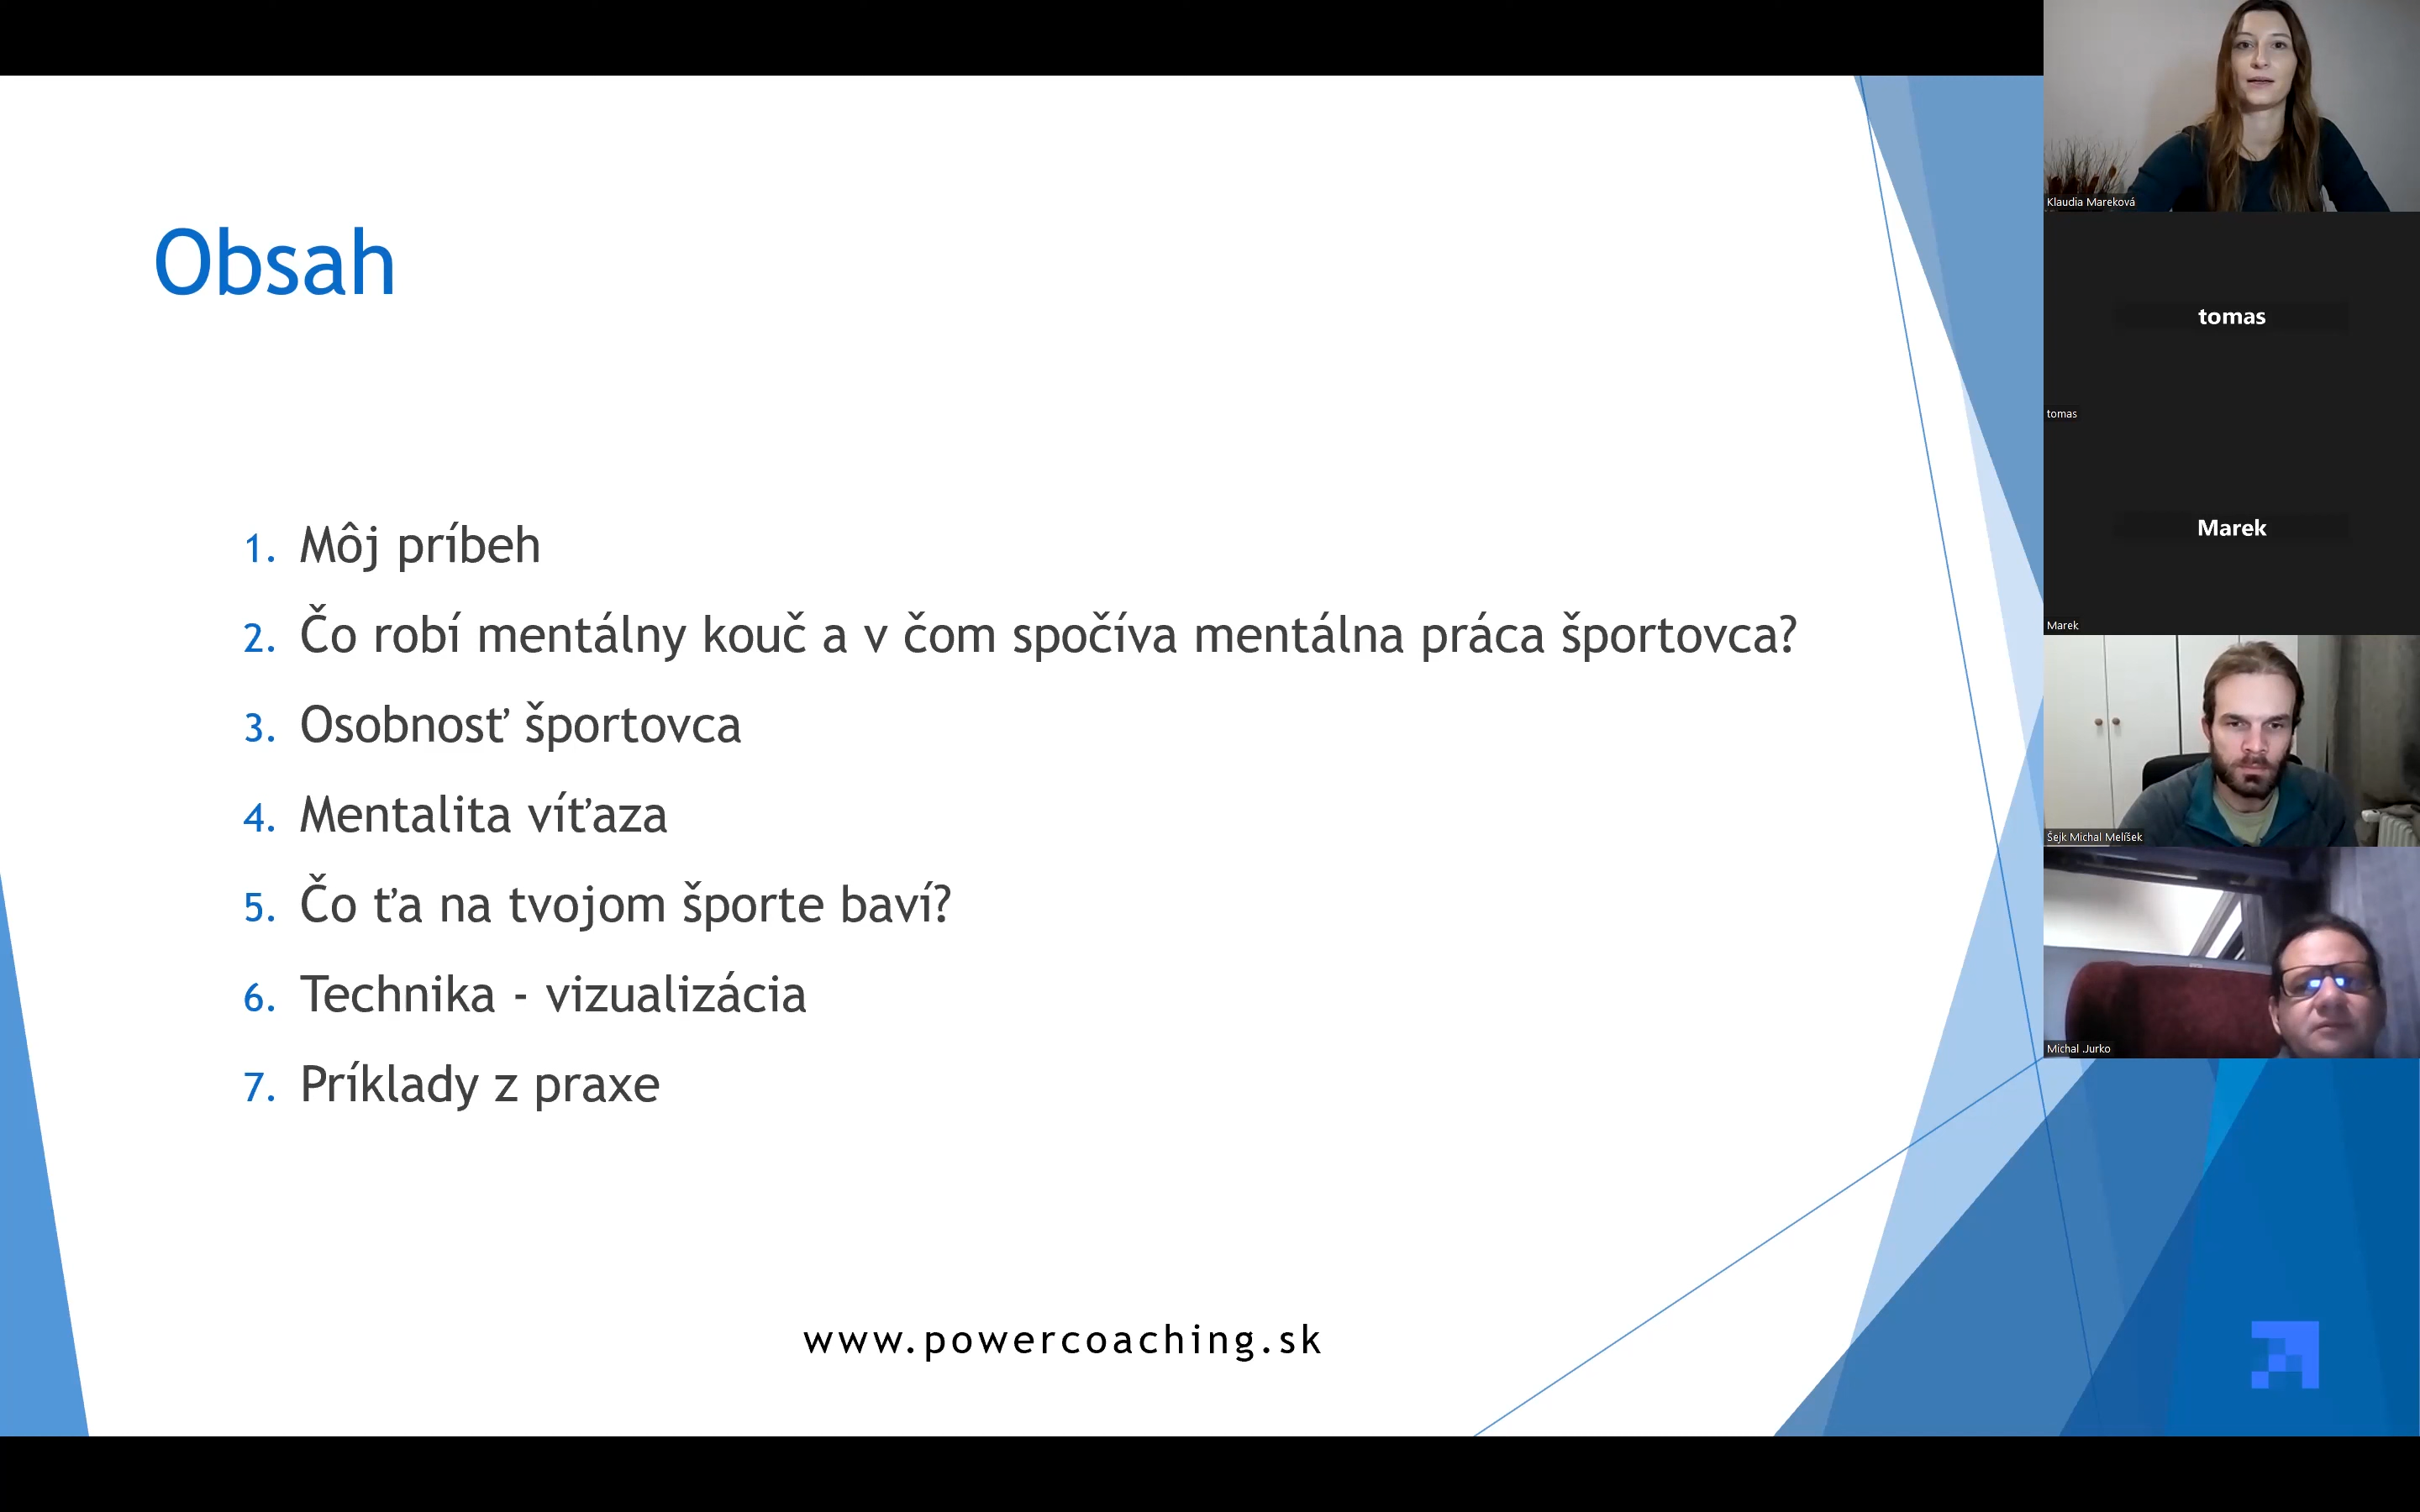 Obsah
1. Môj príbeh
2. Čo robí mentálny kouč a v čom spočíva mentálna práca športovca?
3. Osobnosť športovca
4. Mentalita víťaza
5. Čo ťa na tvojom športe baví?
6. Technika - vizualizácia
7. Príklady z praxe
www.powercoaching.sk
Klaudia Mareková
tomas
tomas
Marek
Marek
Šejk Michal Melíšek
Michal Jurko